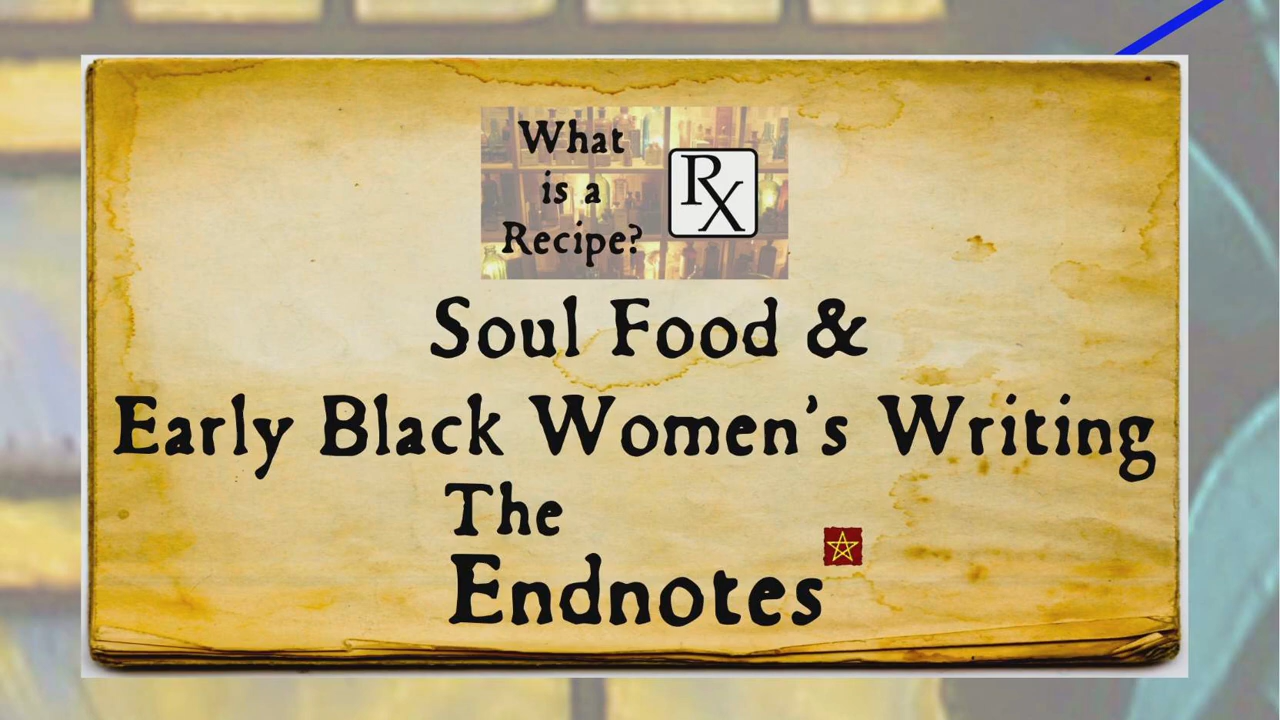 What
is a
Recipe?
Rx
Soul Food &
Early Black Women's Writing
The
Endnotes